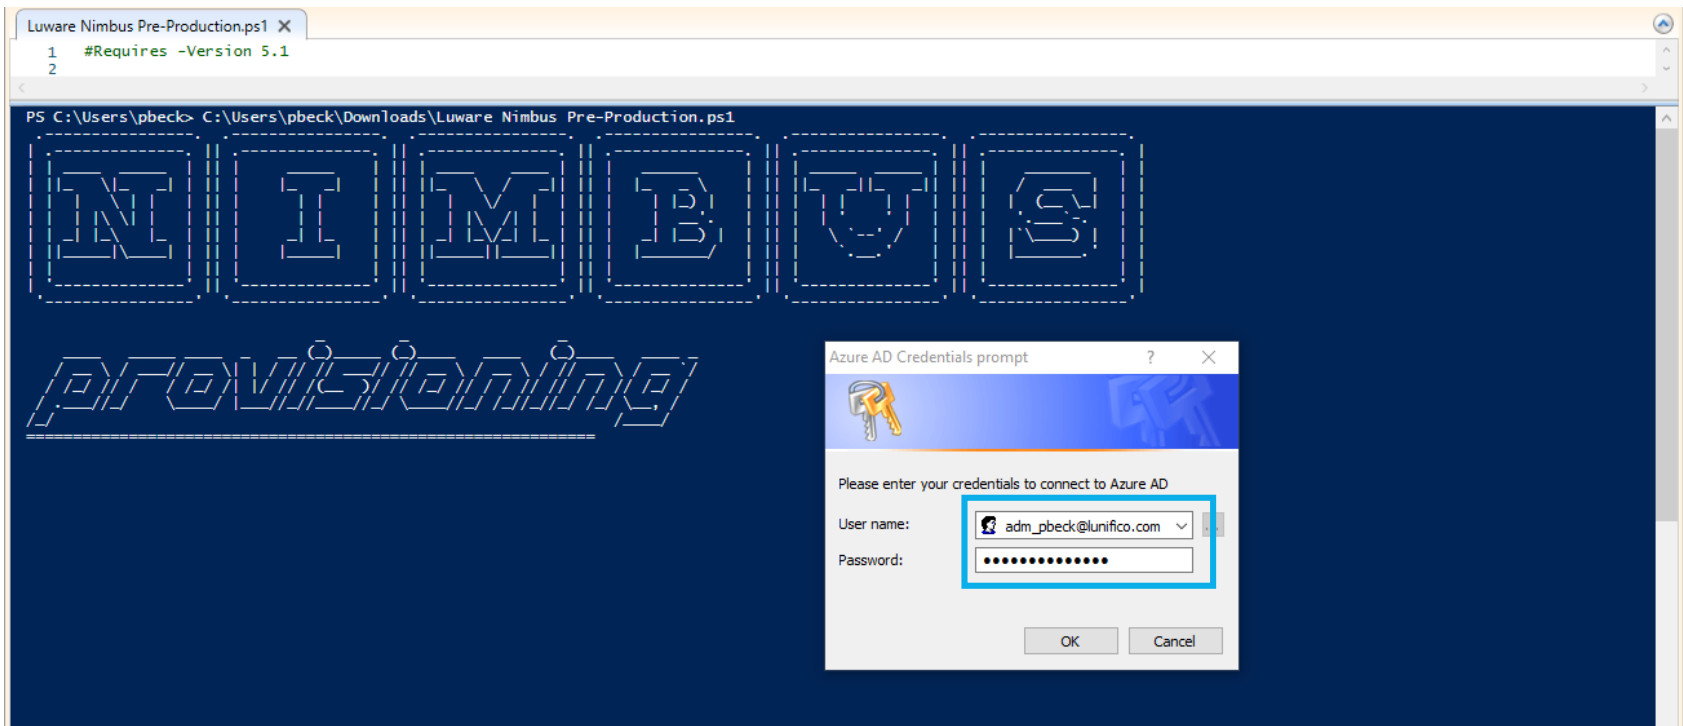 Luware Nimbus Pre-Production.ps1 X
1 #Requires -Version 5.1
2
PS C:\Users\pbeck> C:\Users\pbeck\Downloads\Luware Nimbus Pre-Production.ps1
NIMBUS
provisioning
Azure AD Credentials prompt ? X
Please enter your credentials to connect to Azure AD
User name: adm_pbeck@lunifico.com ...
Password: ••••••••••••••
OK Cancel